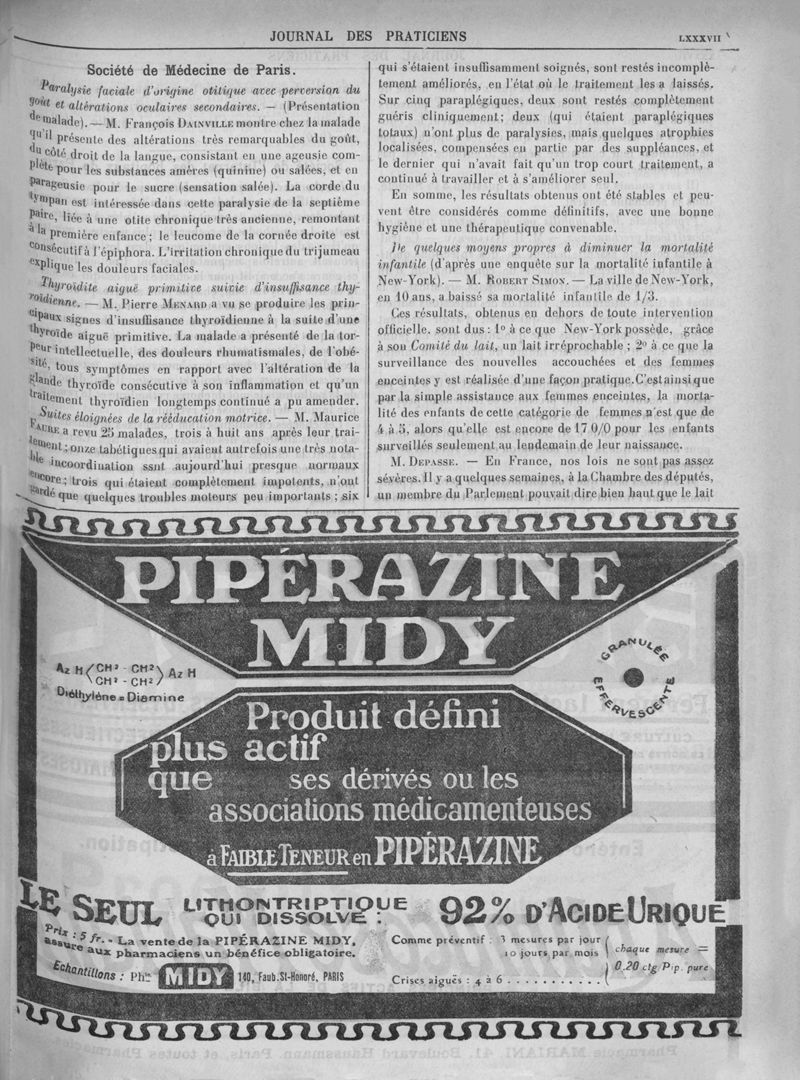 JOURNAL DES PRATICIENS
LXXXVII
Société de Médecine de Paris.
Paralysie faciale d'origine otitique avec perversion du
goût et altérations oculaires secondaires. — (Présentation
de malade). — M. François DAINVILLE montre chez la malade
qu'il présente des altérations très remarquables du goût,
du côté droit de la langue, consistant en une ageusie com-
plète pour les substances amères (quinine) ou salées, et en
parageusie pour le sucre (sensation salée). La corde du
tympan est intéressée dans cette paralysie de la septième
paire, liée à une otite chronique très ancienne, remontant
à la première enfance; le leucome de la cornée droite est
consécutif à l'épiphora. L'irritation chronique du trijumeau
explique les douleurs faciales.
Thyroïdite aiguë primitive suivie d'insuffisance thy-
roïdienne. — M. Pierre MENARD a vu se produire les prin-
cipaux signes d'insuffisance thyroïdienne à la suite d'une
thyroïde aiguë primitive. La malade a présenté de la tor-
peur intellectuelle, des douleurs rhumatismales, de l'obé-
sité, tous symptômes en rapport avec l'altération de la
glande thyroïde consécutive à son inflammation et qu'un
traitement thyroïdien longtemps continué a pu amender.
Suites éloignées de la rééducation motrice. — M. Maurice
FAURE a revu 25 malades, trois à huit ans après leur trai-
tement; onze tabétiques qui avaient autrefois une très nota-
ble incoordination ssnt aujourd'hui presque normaux
encore; trois qui étaient complètement impotents, n'ont
gardé que quelques troubles moteurs peu importants; six
qui s'étaient insuffisamment soignés, sont restés incomplè-
tement améliorés, en l'état où le traitement les a laissés.
Sur cinq paraplégiques, deux sont restés complètement
guéris cliniquement; deux (qui étaient paraplégiques
totaux) n'ont plus de paralysies, mais quelques atrophies
localisées, compensées en partie par des suppléances, et
le dernier qui n'avait fait qu'un trop court traitement, a
continué à travailler et à s'améliorer seul.
En somme, les résultats obtenus ont été stables et peu-
vent être considérés comme définitifs, avec une bonne
hygiène et une thérapeutique convenable.
De quelques moyens propres à diminuer la mortalité
infantile (d'après une enquête sur la mortalité infantile à
New-York). — M. ROBERT SIMON. — La ville de New-York,
en 10 ans, a baissé sa mortalité infantile de 1/3.
Ces résultats, obtenus en dehors de toute intervention
officielle, sont dus : 1º à ce que New-York possède, grâce
à son Comité du lait, un lait irréprochable ; 2º à ce que la
surveillance des nouvelles accouchées et des femmes
enceintes y est réalisée d'une façon pratique. C'est ainsi que
par la simple assistance aux femmes enceintes, la morta-
lité des enfants de cette catégorie de femmes n'est que de
4 à 5, alors qu'elle est encore de 17 0/0 pour les enfants
surveillés seulement au lendemain de leur naissance.
M. DEPASSE. — En France, nos lois ne sont pas assez
sévères. Il y a quelques semaines, à la Chambre des députés,
un membre du Parlement pouvait dire bien haut que le lait
PIPÉRAZINE
MIDY
Az H / CH² - CH² \ Az H
\ CH² - CH² /
Diéthylène = Diamine
GRANULÉE
EFFERVESCENTE
Produit défini
plus actif
que ses dérivés ou les
associations médicamenteuses
à FAIBLE TENEUR en PIPÉRAZINE
LE SEUL LITHONTRIPTIQUE QUI DISSOLVE : 92% D'ACIDE URIQUE
Prix : 5 fr. - La vente de la PIPÉRAZINE MIDY,
assure aux pharmaciens un bénéfice obligatoire.
Echantillons : Phie MIDY 140, Faub. St-Honoré, PARIS
Comme préventif : 3 mesures par jour
10 jours par mois
Crises aiguës : 4 à 6 ...........
chaque mesure =
0.20 ctg Pip. pure